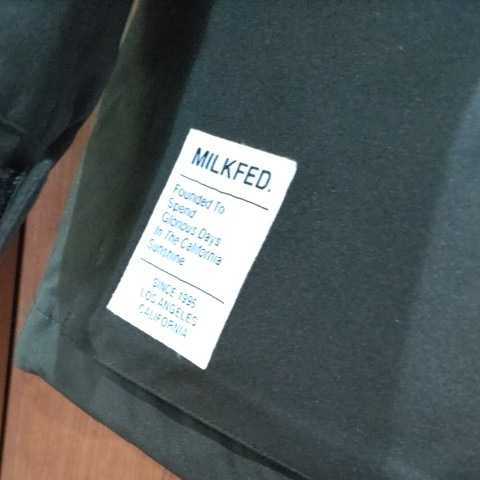 MILKFED.
Founded To
Spend
Glorious Days
In The California
Sunshine
SINCE 1995
LOS ANGELES
CALIFORNIA